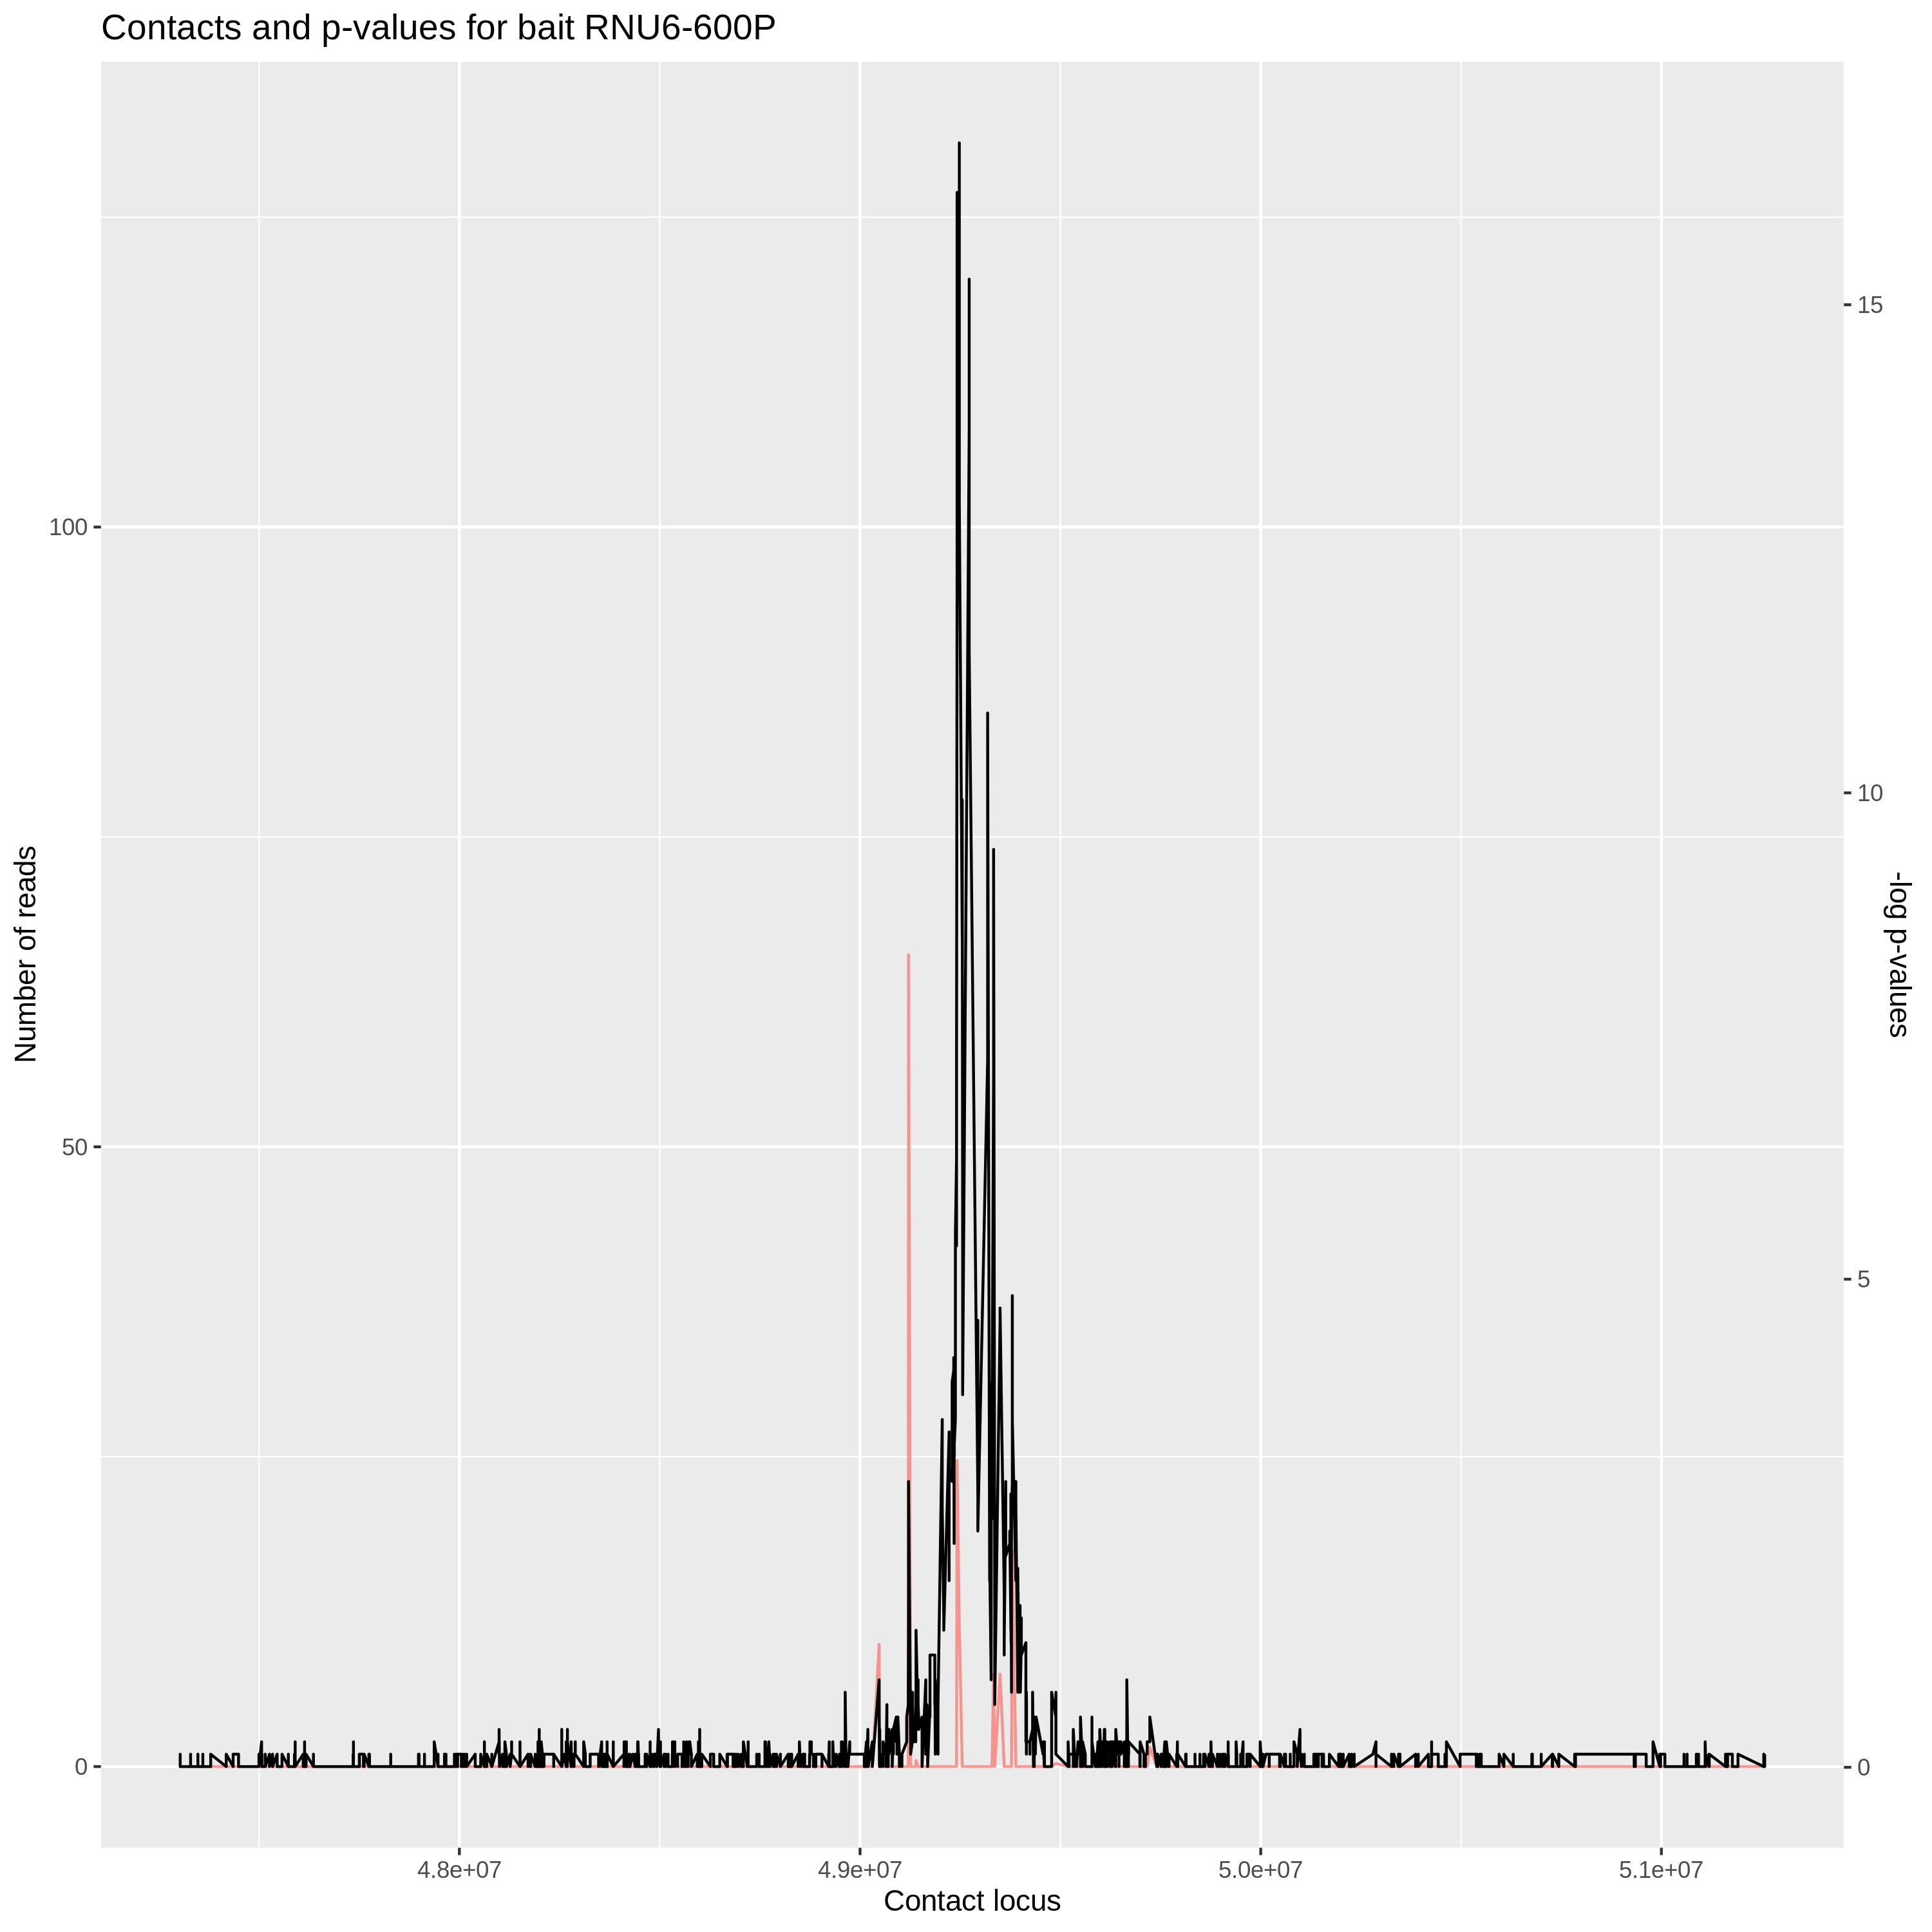 Contacts and p-values for bait RNU6-600P
Number of reads
100
50
0
15
10
5
0
-log p-values
4.8e+07 4.9e+07 5.0e+07 5.1e+07
Contact locus